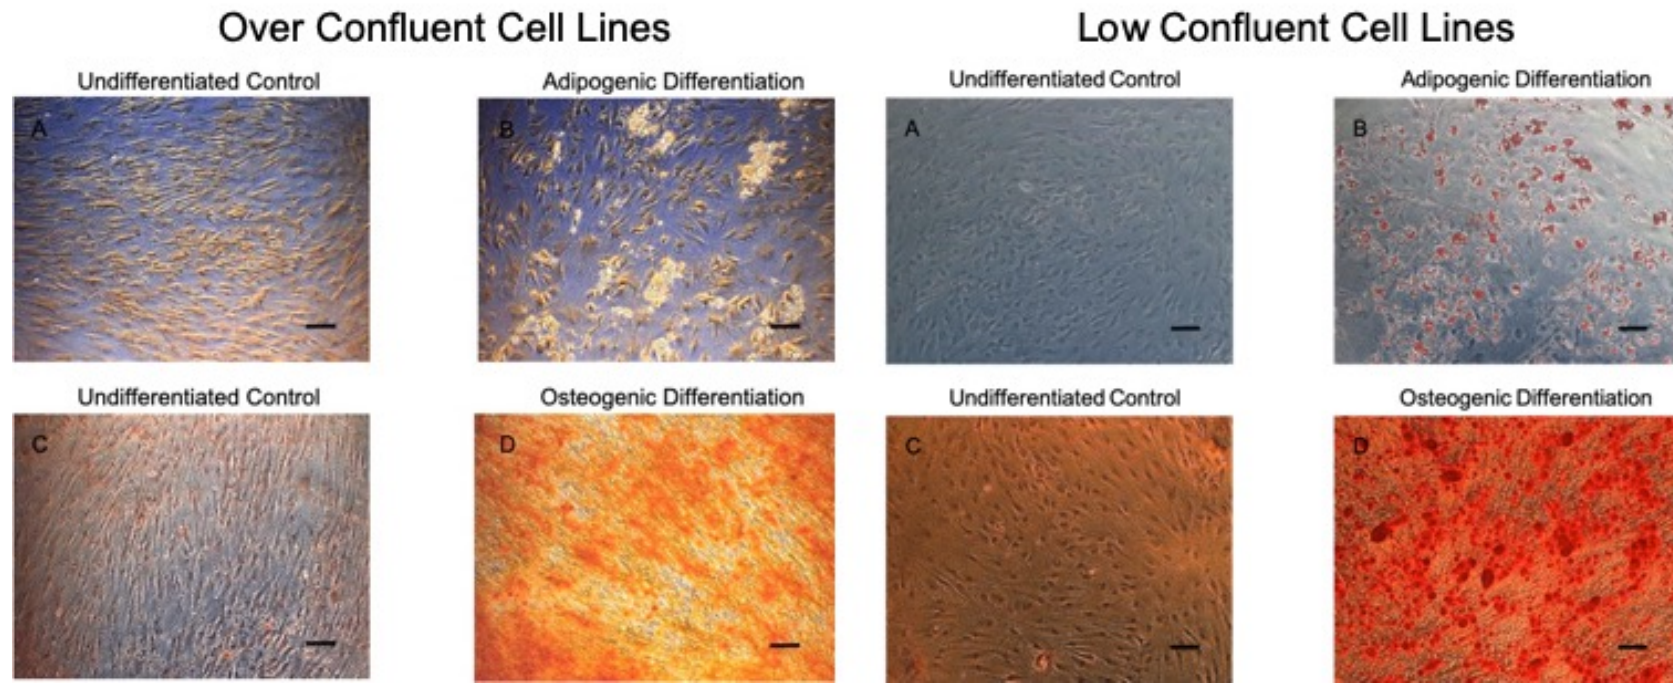 Over Confluent Cell Lines
Low Confluent Cell Lines
Undifferentiated Control
Adipogenic Differentiation
Undifferentiated Control
Adipogenic Differentiation
A
B
A
B
Undifferentiated Control
Osteogenic Differentiation
Undifferentiated Control
Osteogenic Differentiation
C
D
C
D